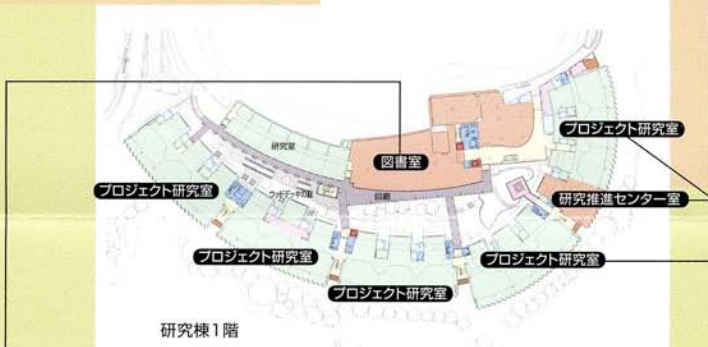 プロジェクト研究室
研究室
図書室
プロジェクト研究室
ウッドデッキの庭
回廊
研究推進センター室
プロジェクト研究室
プロジェクト研究室
プロジェクト研究室
研究棟1階